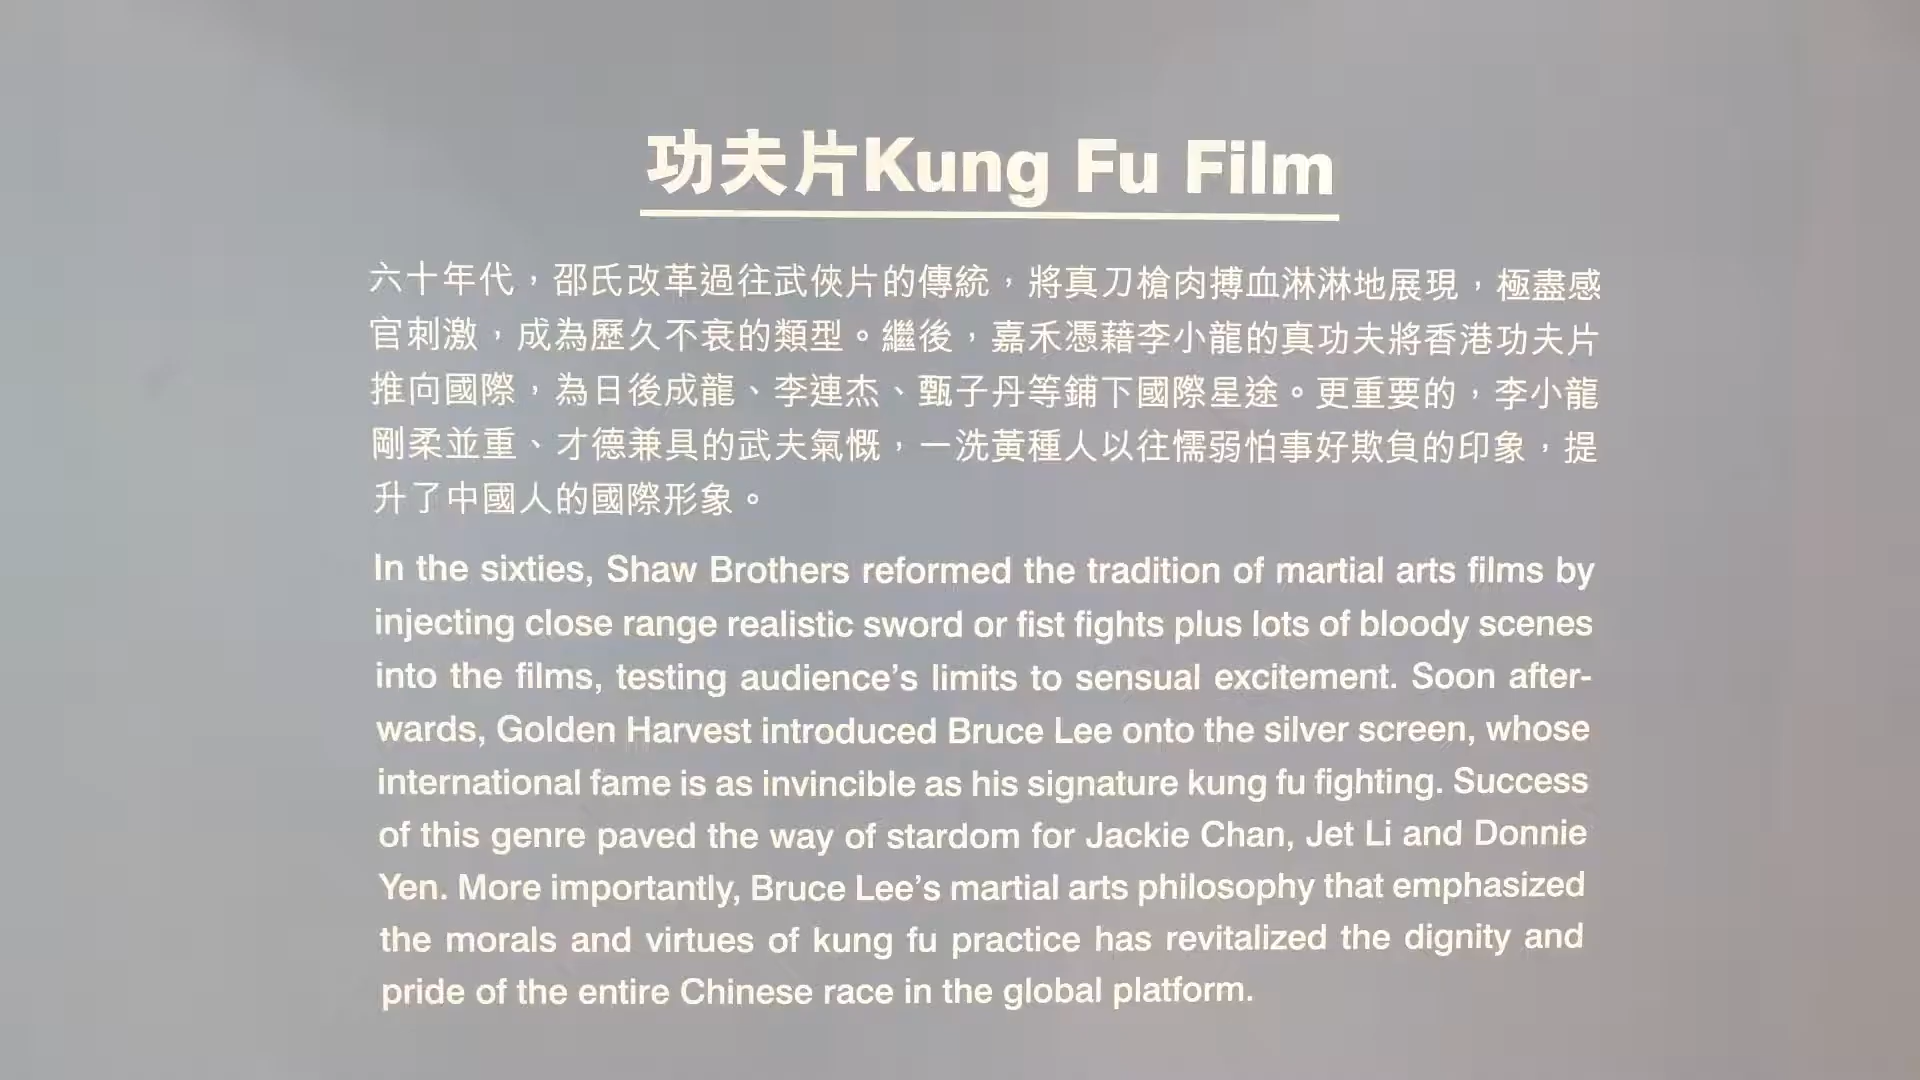 功夫片Kung Fu Film
六十年代，邵氏改革過往武俠片的傳統，將真刀槍肉搏血淋淋地展現，極盡感
官刺激，成為歷久不衰的類型。繼後，嘉禾憑藉李小龍的真功夫將香港功夫片
推向國際，為日後成龍、李連杰、甄子丹等鋪下國際星途。更重要的，李小龍
剛柔並重、才德兼具的武夫氣慨，一洗黃種人以往懦弱怕事好欺負的印象，提
升了中國人的國際形象。
In the sixties, Shaw Brothers reformed the tradition of martial arts films by
injecting close range realistic sword or fist fights plus lots of bloody scenes
into the films, testing audience’s limits to sensual excitement. Soon after-
wards, Golden Harvest introduced Bruce Lee onto the silver screen, whose
international fame is as invincible as his signature kung fu fighting. Success
of this genre paved the way of stardom for Jackie Chan, Jet Li and Donnie
Yen. More importantly, Bruce Lee’s martial arts philosophy that emphasized
the morals and virtues of kung fu practice has revitalized the dignity and
pride of the entire Chinese race in the global platform.